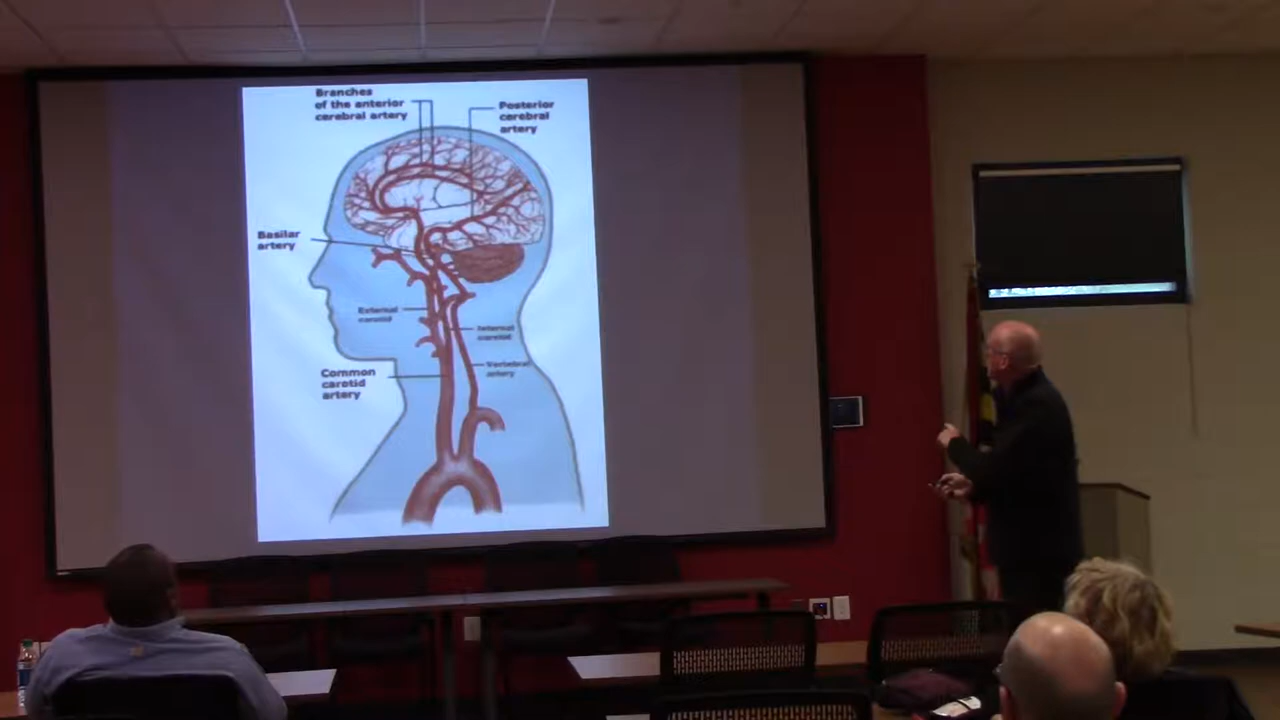 Branches
of the anterior
cerebral artery
Posterior
cerebral
artery
Basilar
artery
External
carotid
Internal
carotid
Vertebral
artery
Common
carotid
artery